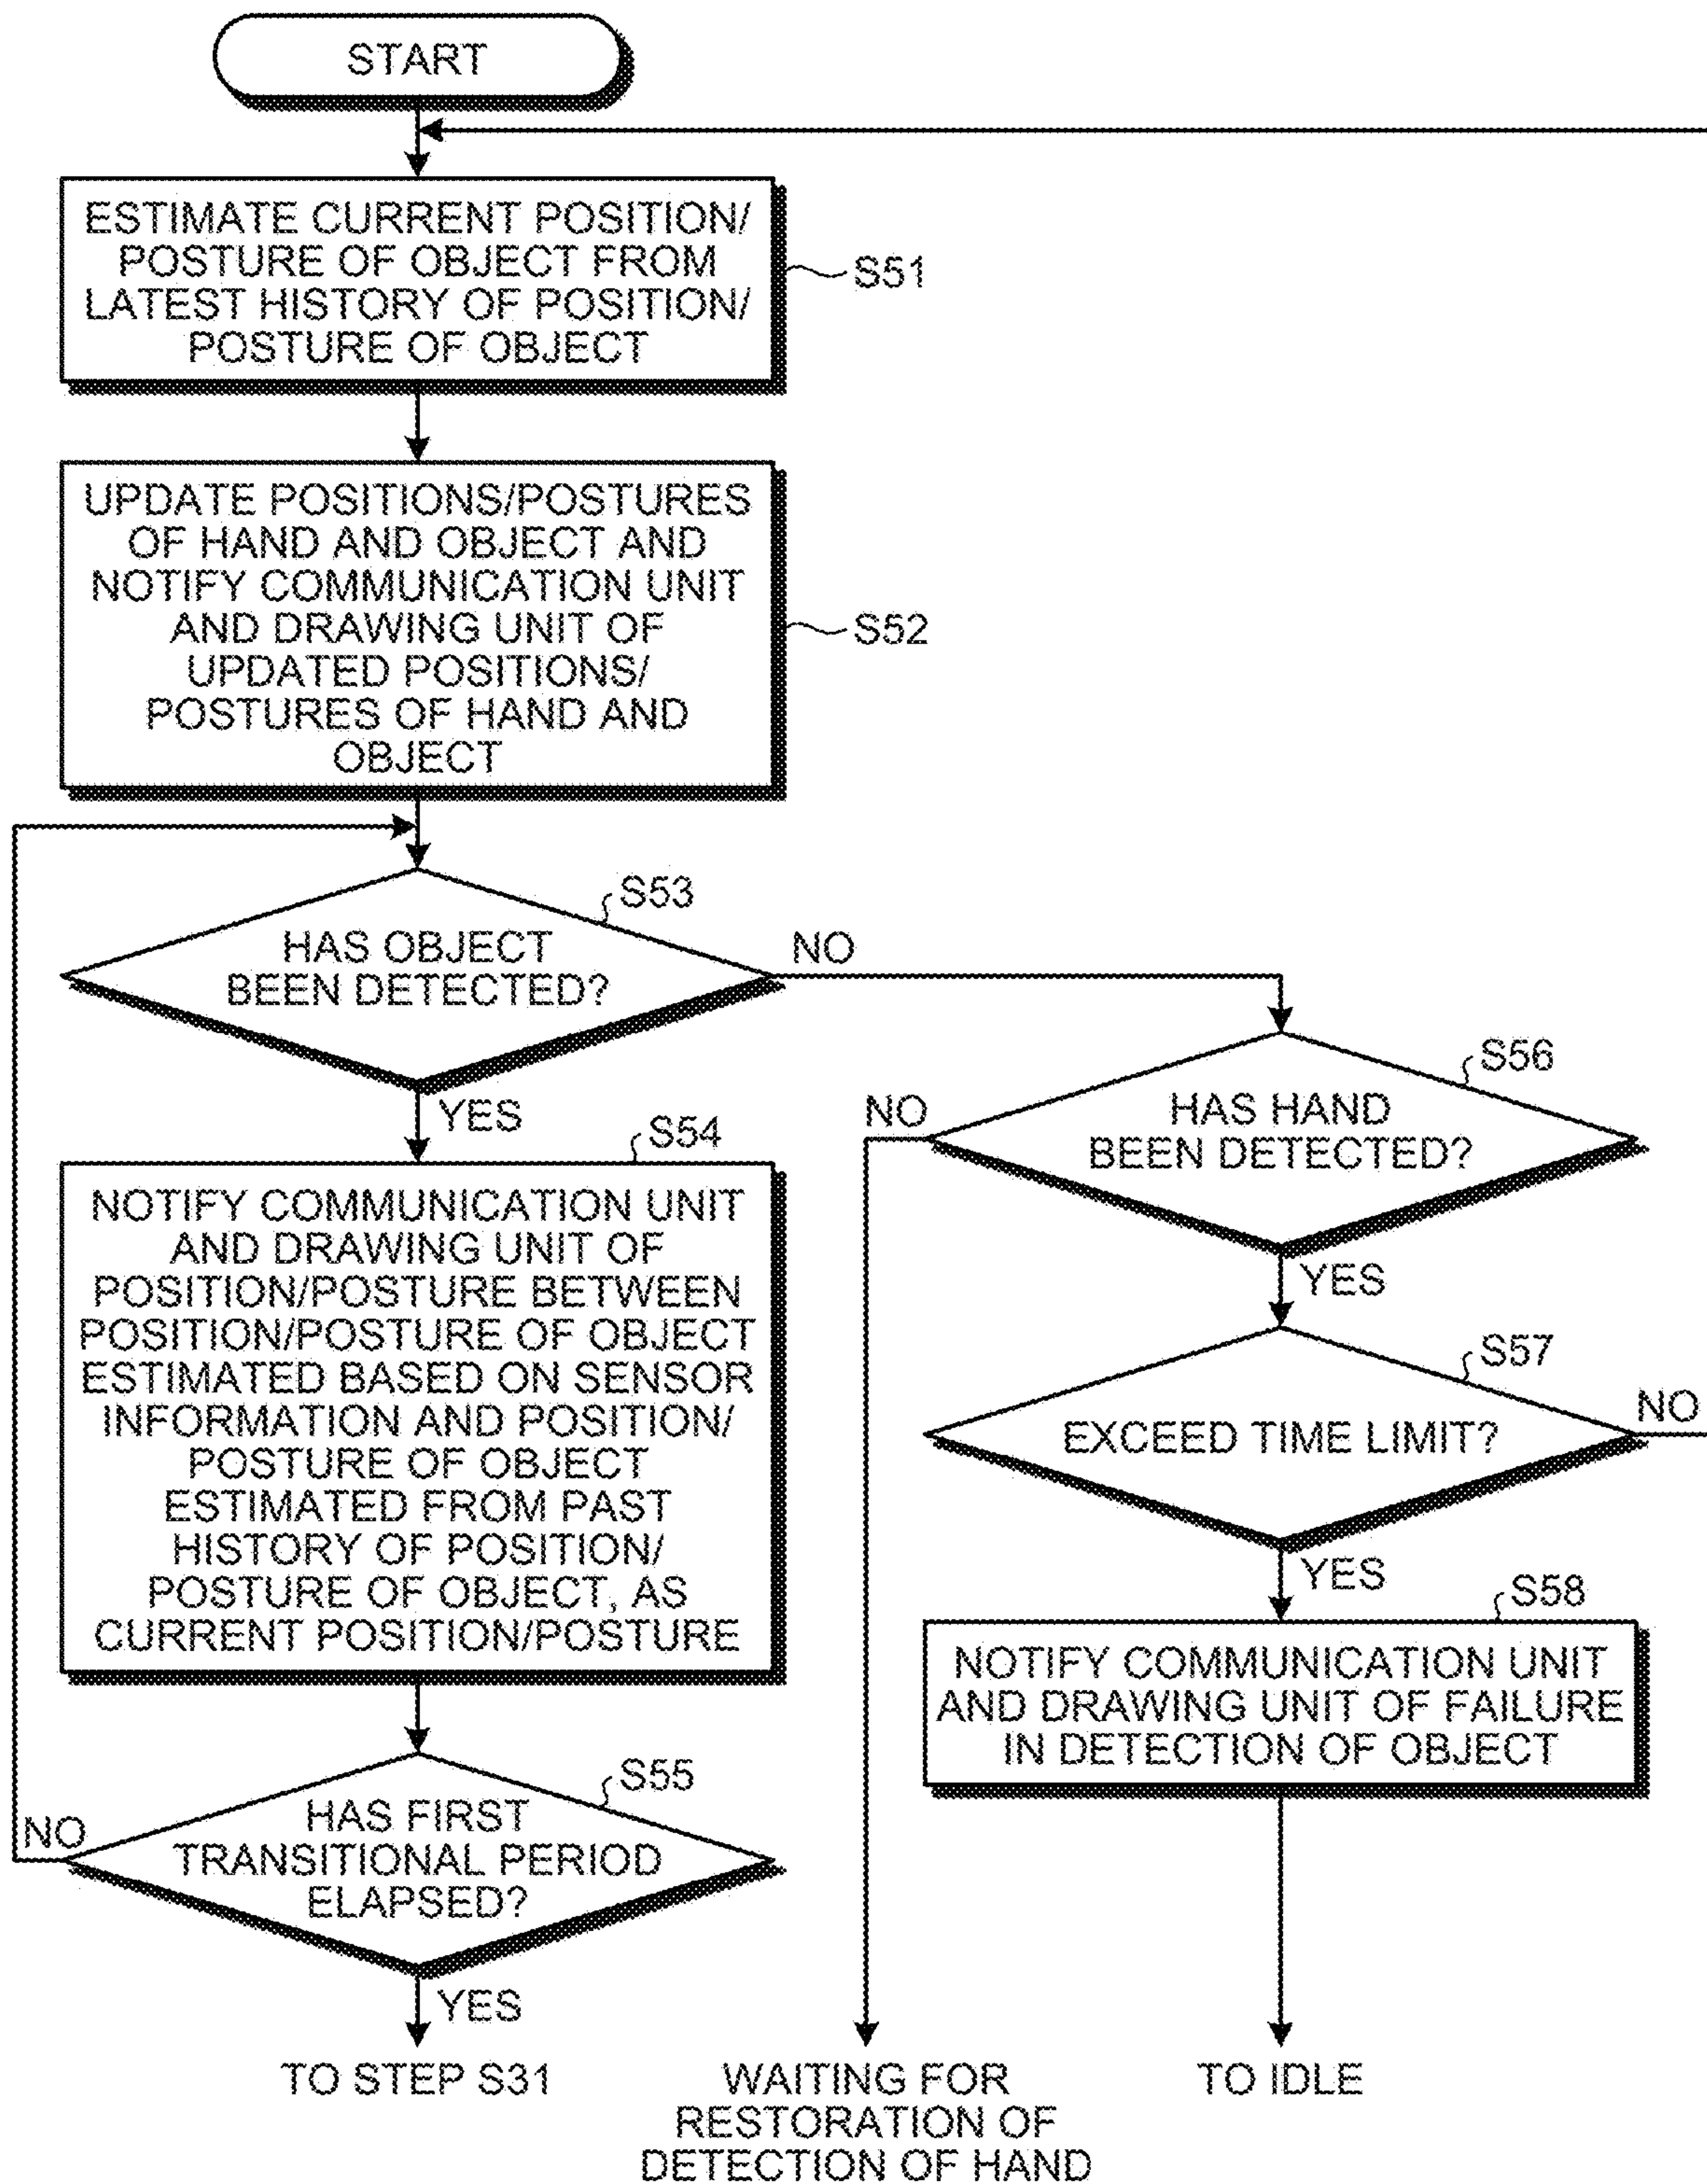 START
ESTIMATE CURRENT POSITION/
POSTURE OF OBJECT FROM
LATEST HISTORY OF POSITION/
POSTURE OF OBJECT
S51
UPDATE POSITIONS/POSTURES
OF HAND AND OBJECT AND
NOTIFY COMMUNICATION UNIT
AND DRAWING UNIT OF
UPDATED POSITIONS/
POSTURES OF HAND AND
OBJECT
S52
S53
HAS OBJECT
BEEN DETECTED?
NO
YES
S54
NOTIFY COMMUNICATION UNIT
AND DRAWING UNIT OF
POSITION/POSTURE BETWEEN
POSITION/POSTURE OF OBJECT
ESTIMATED BASED ON SENSOR
INFORMATION AND POSITION/
POSTURE OF OBJECT
ESTIMATED FROM PAST
HISTORY OF POSITION/
POSTURE OF OBJECT, AS
CURRENT POSITION/POSTURE
S55
HAS FIRST
TRANSITIONAL PERIOD
ELAPSED?
NO
YES
TO STEP S31
S56
HAS HAND
BEEN DETECTED?
NO
YES
S57
EXCEED TIME LIMIT?
NO
YES
S58
NOTIFY COMMUNICATION UNIT
AND DRAWING UNIT OF FAILURE
IN DETECTION OF OBJECT
WAITING FOR
RESTORATION OF
DETECTION OF HAND
TO IDLE